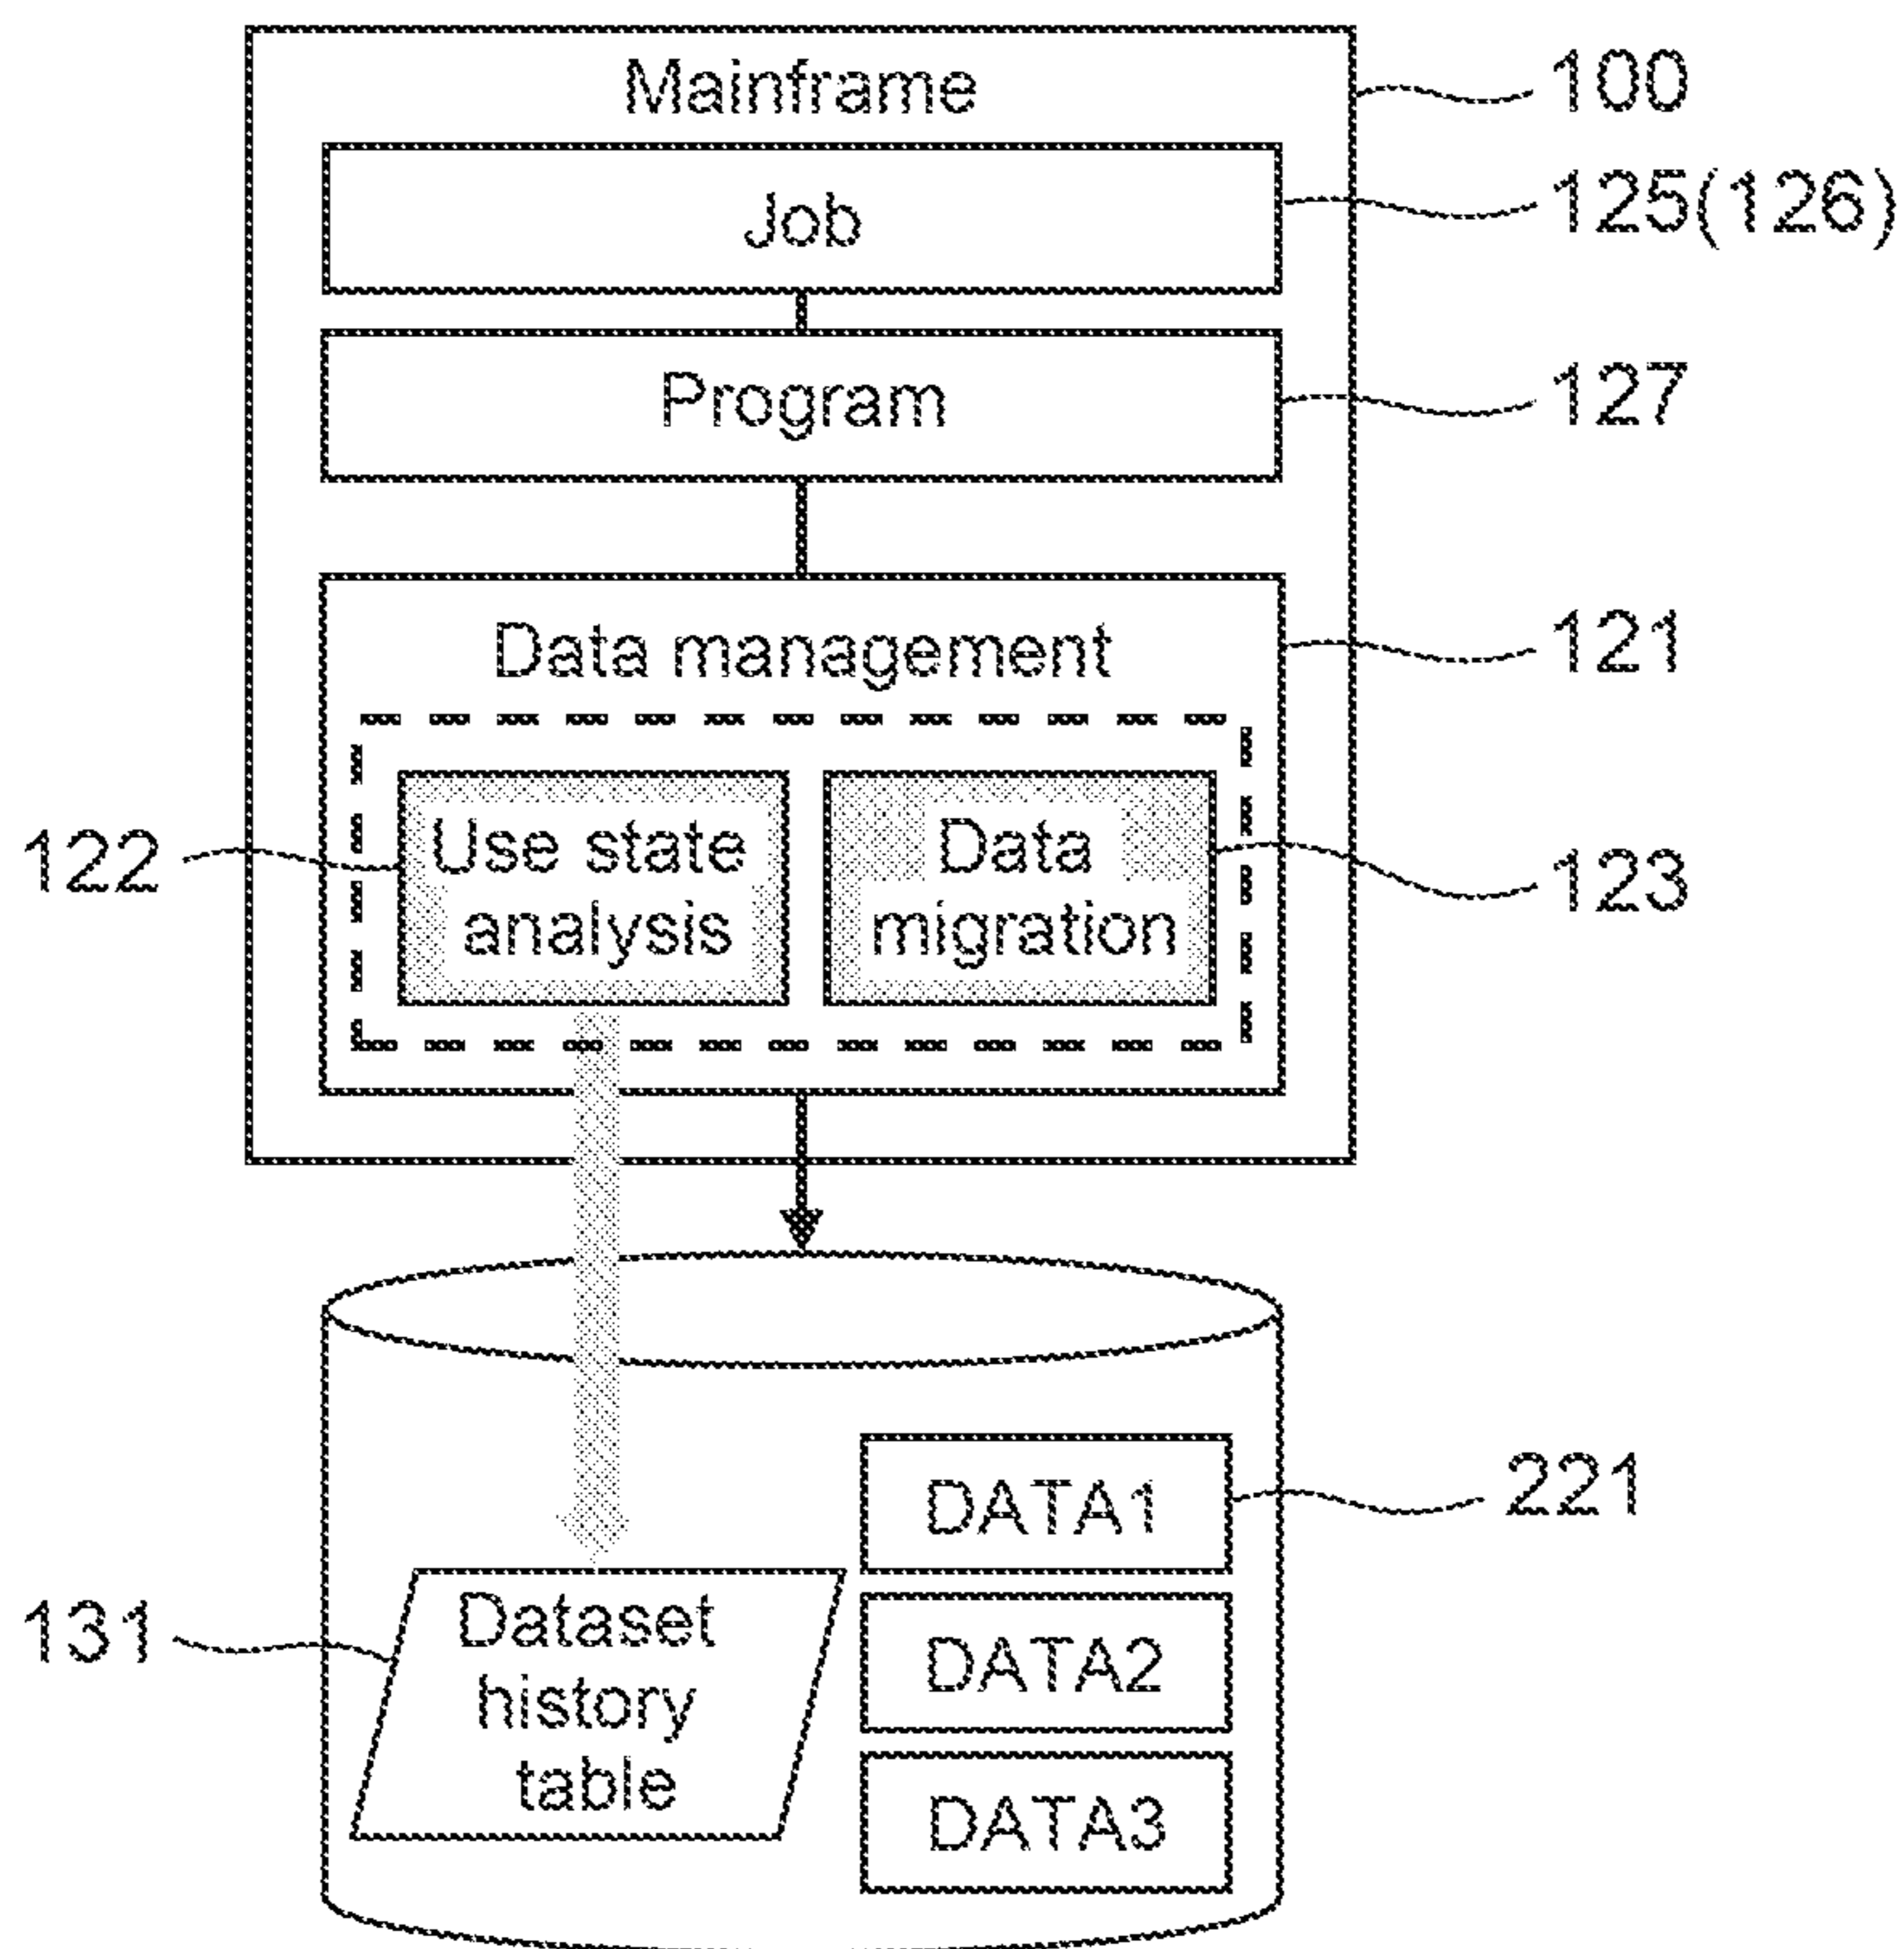 Mainframe
100
Job
125(126)
Program
127
Data management
121
122
Use state
analysis
Data
migration
123
DATA1
221
131
Dataset
history
table
DATA2
DATA3